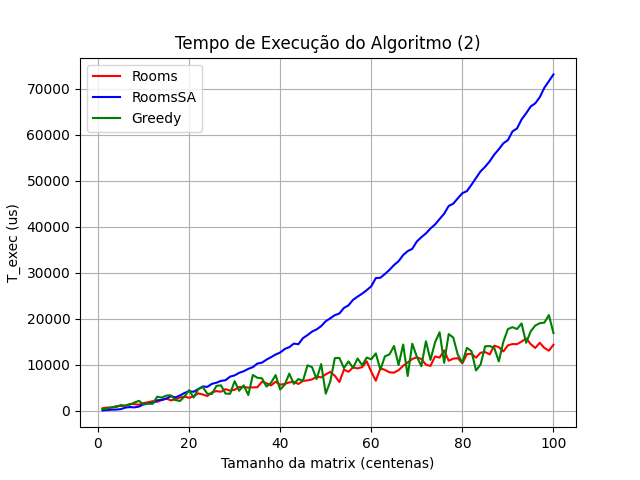 Tempo de Execução do Algoritmo (2)
Rooms
RoomsSA
Greedy
T_exec (us)
70000
60000
50000
40000
30000
20000
10000
0
0 20 40 60 80 100
Tamanho da matrix (centenas)